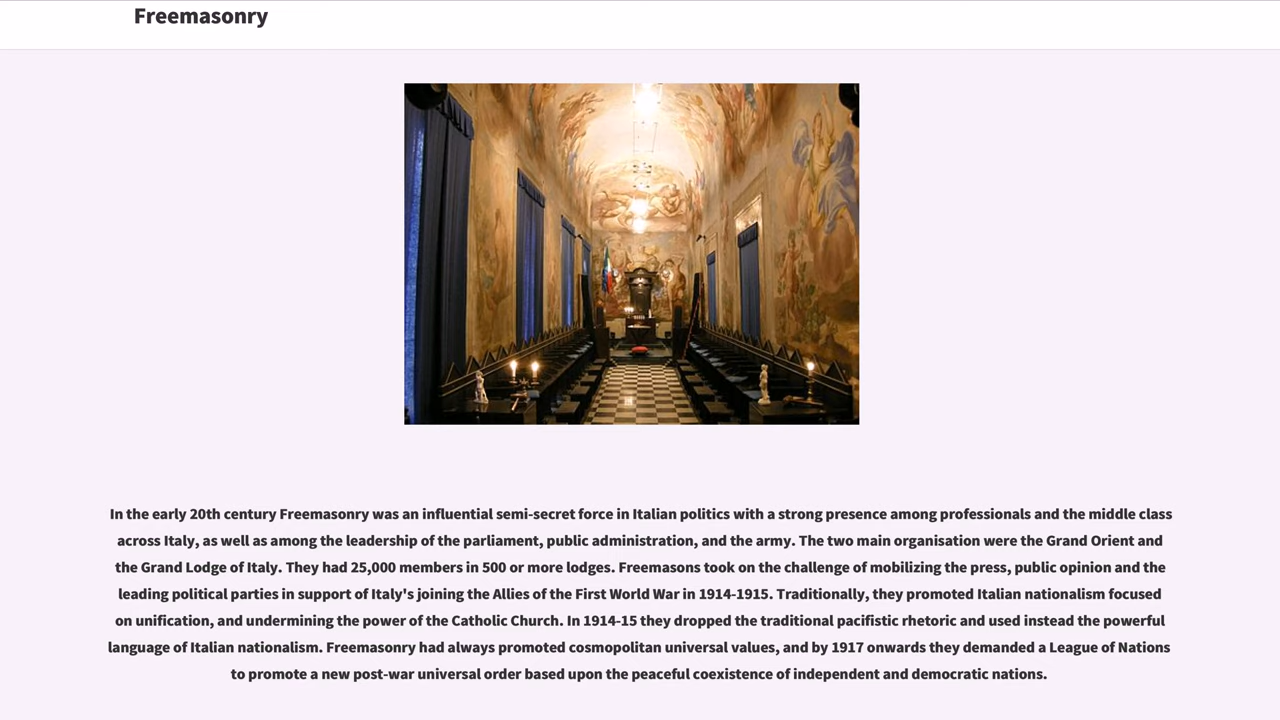 Freemasonry
In the early 20th century Freemasonry was an influential semi-secret force in Italian politics with a strong presence among professionals and the middle class
across Italy, as well as among the leadership of the parliament, public administration, and the army. The two main organisation were the Grand Orient and
the Grand Lodge of Italy. They had 25,000 members in 500 or more lodges. Freemasons took on the challenge of mobilizing the press, public opinion and the
leading political parties in support of Italy's joining the Allies of the First World War in 1914-1915. Traditionally, they promoted Italian nationalism focused
on unification, and undermining the power of the Catholic Church. In 1914-15 they dropped the traditional pacifistic rhetoric and used instead the powerful
language of Italian nationalism. Freemasonry had always promoted cosmopolitan universal values, and by 1917 onwards they demanded a League of Nations
to promote a new post-war universal order based upon the peaceful coexistence of independent and democratic nations.